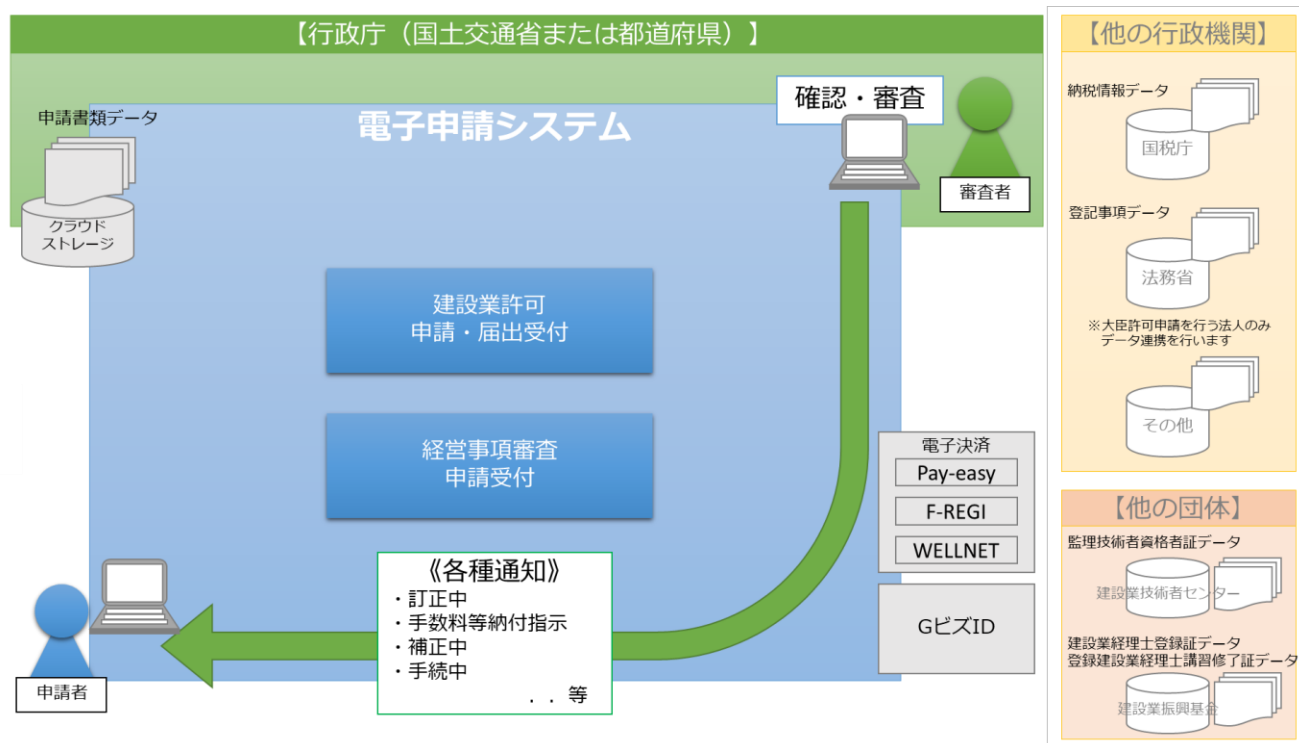 【行政庁（国土交通省または都道府県）】
申請書類データ
クラウド
ストレージ
電子申請システム
確認・審査
審査者
建設業許可
申請・届出受付
経営事項審査
申請受付
《各種通知》
・訂正中
・手数料等納付指示
・補正中
・手続中
．．等
申請者
電子決済
Pay-easy
F-REGI
WELLNET
GビズID
【他の行政機関】
納税情報データ
国税庁
登記事項データ
法務省
※大臣許可申請を行う法人のみ
データ連携を行います
その他
【他の団体】
監理技術者資格者証データ
建設業技術者センター
建設業経理士登録証データ
登録建設業経理士講習修了証データ
建設業振興基金